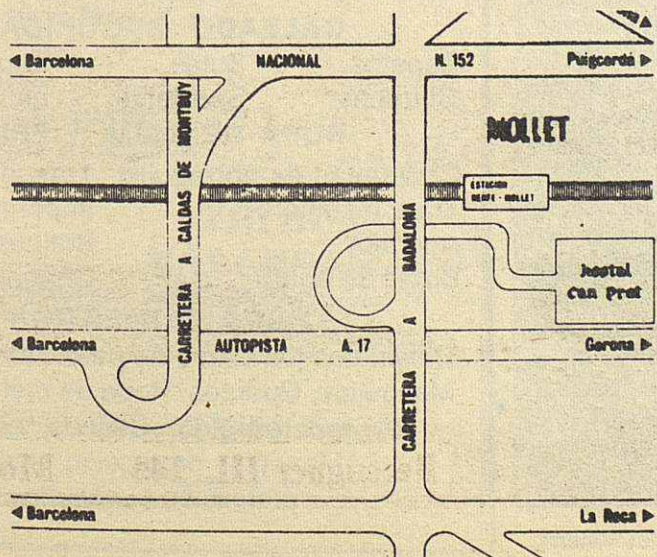 Barcelona
NACIONAL
N. 152
Puigcerdá
MOLLET
CARRETERA A CALDAS DE MONTBUY
ESTACION
RENFE - MOLLET
CARRETERA A BADALONA
hostal
can Prat
Barcelona
AUTOPISTA
A. 17
Gerona
Barcelona
La Roca